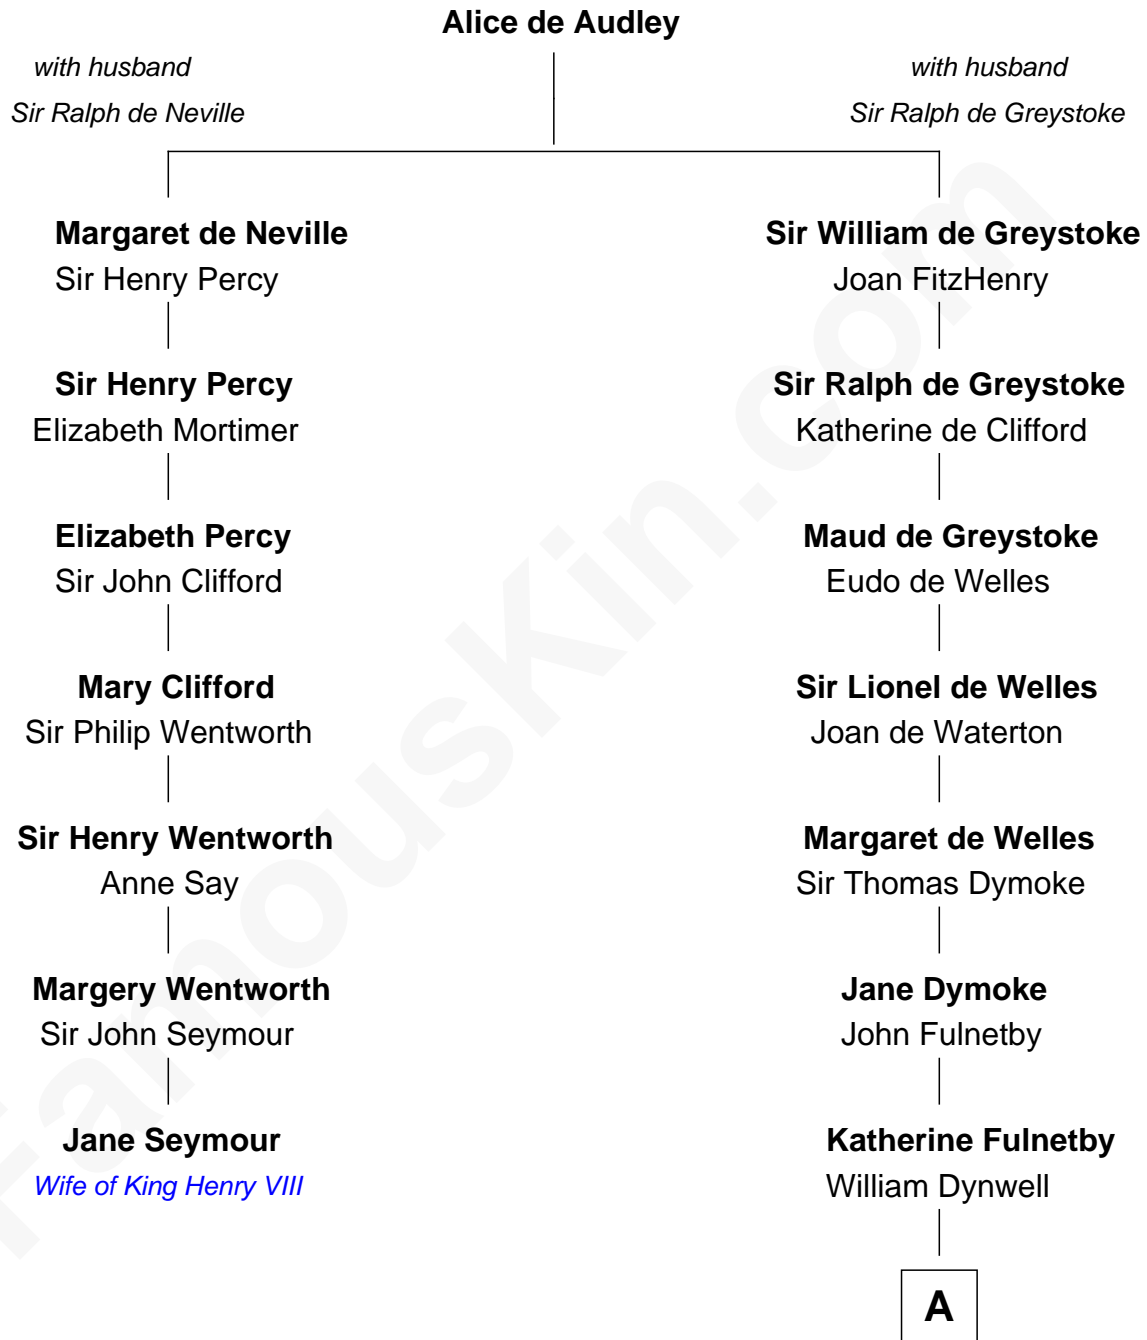 Alice de Audley
with husband
Sir Ralph de Neville
with husband
Sir Ralph de Greystoke
Margaret de Neville
Sir Henry Percy
Sir William de Greystoke
Joan FitzHenry
Sir Henry Percy
Elizabeth Mortimer
Sir Ralph de Greystoke
Katherine de Clifford
Elizabeth Percy
Sir John Clifford
Maud de Greystoke
Eudo de Welles
Mary Clifford
Sir Philip Wentworth
Sir Lionel de Welles
Joan de Waterton
Sir Henry Wentworth
Anne Say
Margaret de Welles
Sir Thomas Dymoke
Margery Wentworth
Sir John Seymour
Jane Dymoke
John Fulnetby
Jane Seymour
Wife of King Henry VIII
Katherine Fulnetby
William Dynwell
A
FamousKin.com